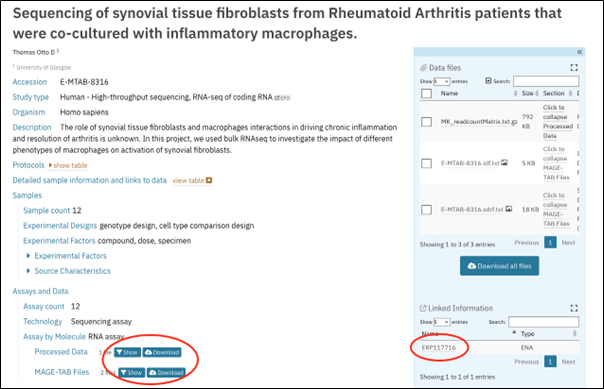 Sequencing of synovial tissue fibroblasts from Rheumatoid Arthritis patients that
were co-cultured with inflammatory macrophages.
Thomas Otto D 1
1 University of Glasgow
Accession E-MTAB-8316
Study type Human - High-throughput sequencing, RNA-seq of coding RNA
Organism Homo sapiens
Description The role of synovial tissue fibroblasts and macrophages interactions in driving chronic inflammation
and resolution of arthritis is unknown. In this project, we used bulk RNAseq to investigate the impact of different
phenotypes of macrophages on activation of synovial fibroblasts.
Protocols show table
Detailed sample information and links to data view table
Samples
Sample count 12
Experimental Designs genotype design, cell type comparison design
Experimental Factors compound, dose, specimen
Experimental Factors
Source Characteristics
Assays and Data
Assay count 12
Technology Sequencing assay
Assay by Molecule RNA assay
Processed Data 1 file Show Download
MAGE-TAB Files 2 files Show Download
«
Data files
Show 5 entries Search:
Name Size Section
MK_readcountMatrix.txt.gz 792 KB Click to collapse Processed Data
E-MTAB-8316.idf.txt 5 KB Click to collapse MAGE-TAB Files
E-MTAB-8316.sdrf.txt 18 KB Click to collapse MAGE-TAB Files
Showing 1 to 3 of 3 entries Previous 1 Next
Download all files
Linked Information
Show 5 entries Search:
Name Type
ERP117716 ENA
Showing 1 to 1 of 1 entries Previous 1 Next